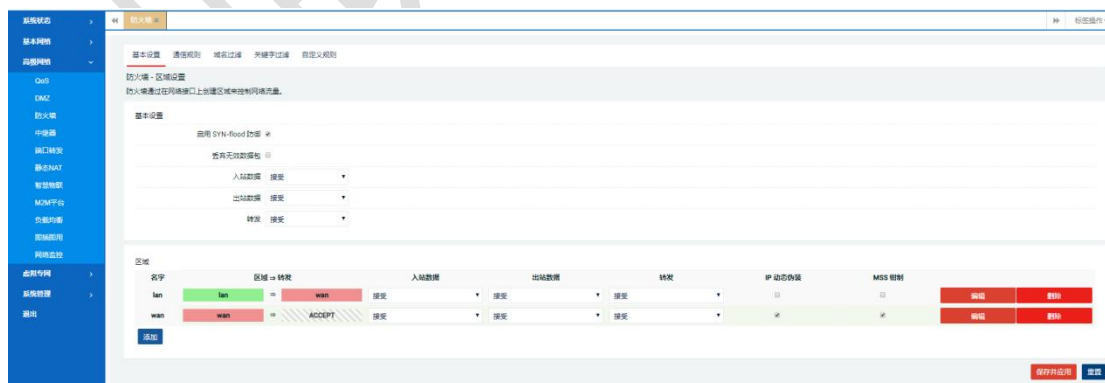 系统状态
基本网络
高级网络
QoS
DMZ
防火墙
中继器
端口转发
静态NAT
智慧物联
M2M平台
负载均衡
即插即用
网络监控
虚拟专网
系统管理
退出
防火墙
标签操作
基本设置 通信规则 域名过滤 关键字过滤 自定义规则
防火墙 - 区域设置
防火墙通过在网络接口上创建区域来控制网络流量。
基本设置
启用 SYN-flood 防御
丢弃无效数据包
入站数据 接受
出站数据 接受
转发 接受
区域
名字 区域 ⇒ 转发 入站数据 出站数据 转发 IP 动态伪装 MSS 钳制
lan lan ⇒ wan 接受 接受 接受 编辑 删除
wan wan ⇒ ACCEPT 接受 接受 接受 编辑 删除
添加
保存并应用 重置